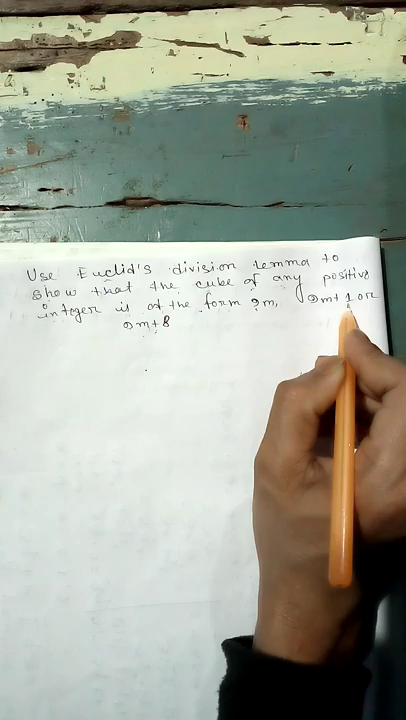 Use Euclid's division lemma to
show that the cube of any positive
integer is of the form 9m, 9m+1 or
9m+8